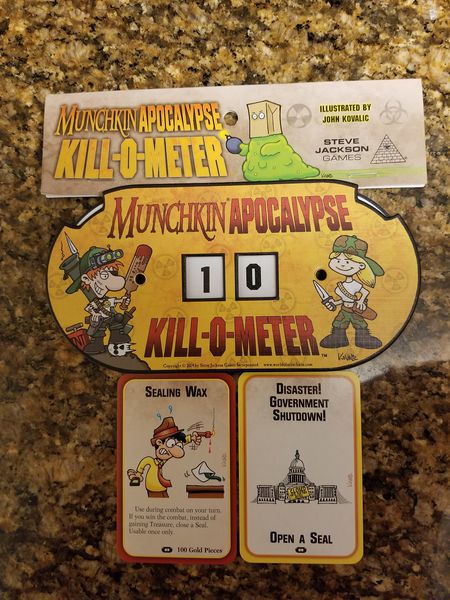 MUNCHKIN APOCALYPSE
KILL-O-METER
ILLUSTRATED BY
JOHN KOVALIC
STEVE
JACKSON
GAMES
MUNCHKIN APOCALYPSE
1 0
TNT
KILL-O-METER™
SEALING WAX
Use during combat on your turn.
If you win the combat, instead of
gaining Treasure, close a Seal.
Usable once only.
100 Gold Pieces
DISASTER!
GOVERNMENT
SHUTDOWN!
OPEN A SEAL